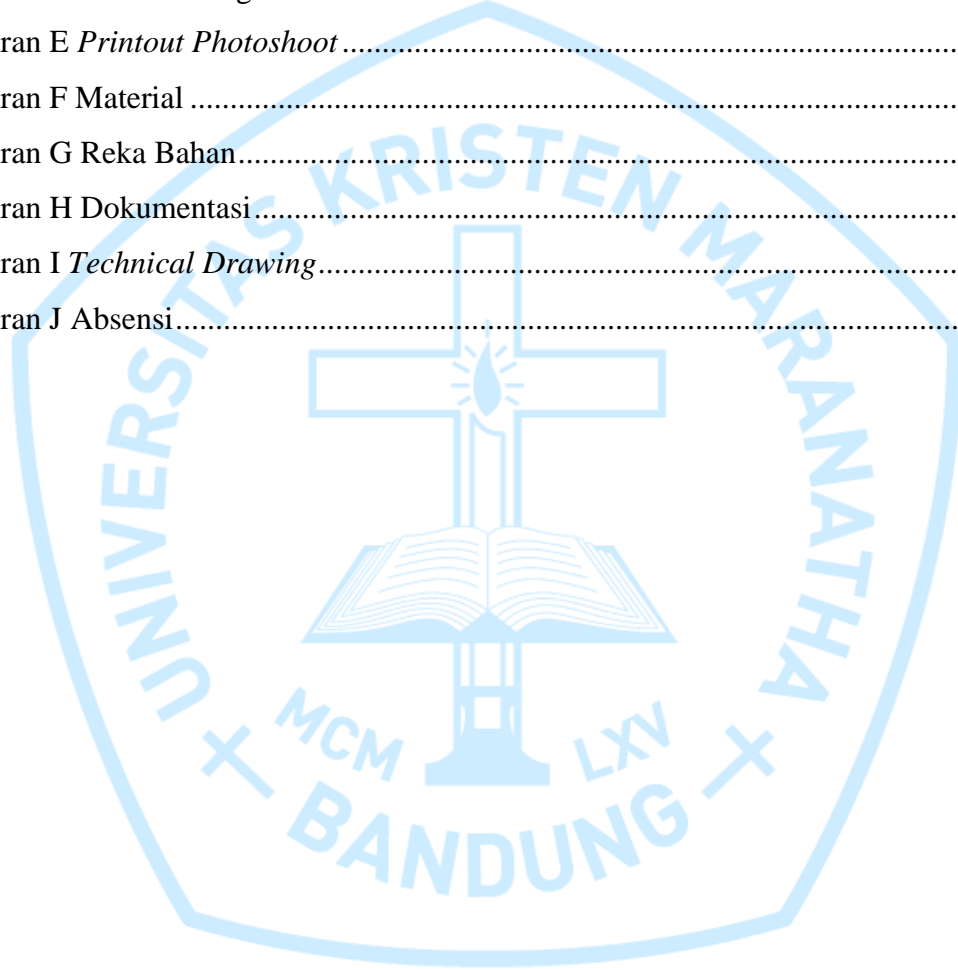 ran E Printout Photoshoot
ran F Material
ran G Reka Bahan
ran H Dokumentasi
ran I Technical Drawing
ran J Absensi
UNIVERSITAS KRISTEN MARANATHA
MCM LXV
BANDUNG